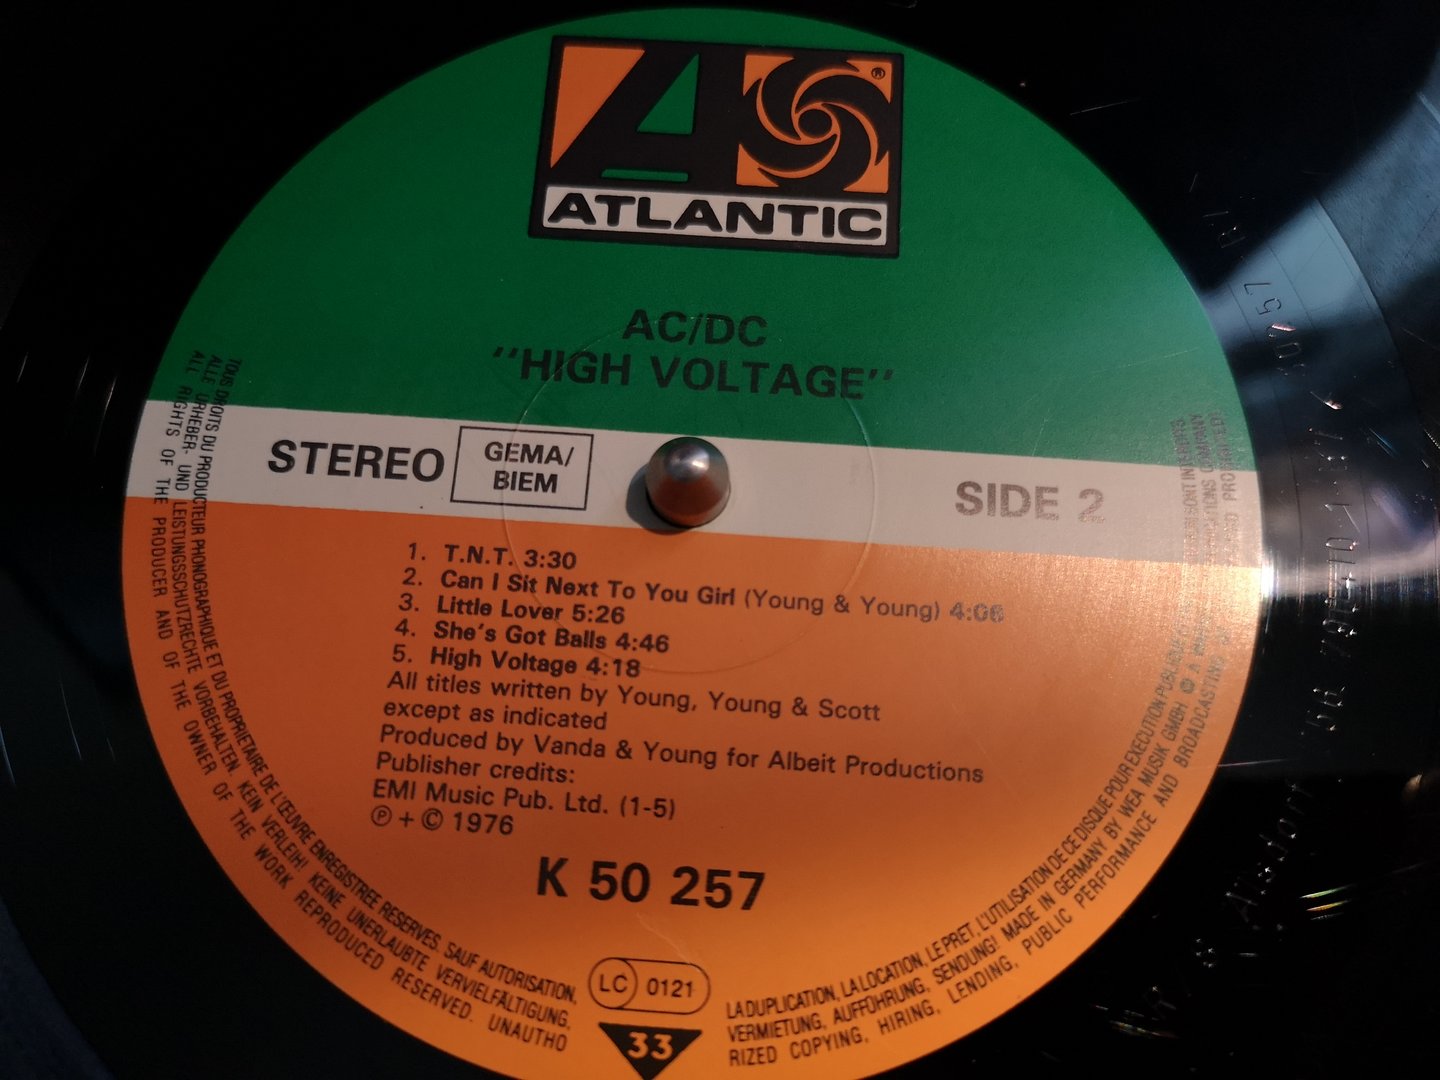 ATLANTIC
®
AC/DC
"HIGH VOLTAGE"
STEREO
GEMA/
BIEM
SIDE 2
1. T.N.T. 3:30
2. Can I Sit Next To You Girl (Young & Young) 4:06
3. Little Lover 5:26
4. She's Got Balls 4:46
5. High Voltage 4:18
All titles written by Young, Young & Scott
except as indicated
Produced by Vanda & Young for Albeit Productions
Publisher credits:
EMI Music Pub. Ltd. (1-5)
℗ + © 1976
K 50 257
LC 0121
33
TOUS DROITS DU PRODUCTEUR PHONOGRAPHIQUE ET DU PROPRIETAIRE DE L'ŒUVRE ENREGISTREE RESERVES. SAUF AUTORISATION,
LA DUPLICATION, LA LOCATION, LE PRET, L'UTILISATION DE CE DISQUE POUR EXECUTION PUBLIQUE
ALLE URHEBER- UND LEISTUNGSSCHUTZRECHTE VORBEHALTEN. KEIN VERLEIH! KEINE UNERLAUBTE VERVIELFÄLTIGUNG,
VERMIETUNG, AUFFÜHRUNG, SENDUNG! MADE IN GERMANY BY WEA MUSIK GMBH
ALL RIGHTS OF THE PRODUCER AND OF THE OWNER OF THE WORK REPRODUCED RESERVED. UNAUTHO
RIZED COPYING, HIRING, LENDING, PUBLIC PERFORMANCE AND BROADCASTING